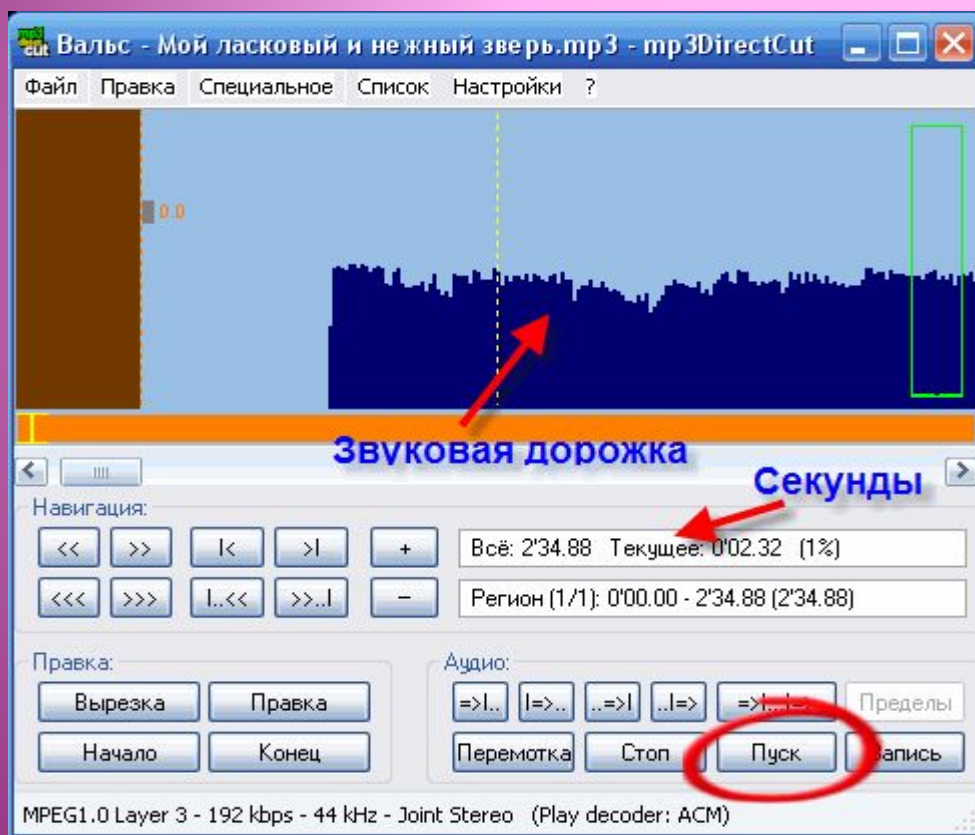 mp3 cut Вальс - Мой ласковый и нежный зверь.mp3 - mp3DirectCut
Файл Правка Специальное Список Настройки ?
0.0
Звуковая дорожка
Секунды
Навигация:
<< >> I< >I + Всё: 2'34.88 Текущее: 0'02.32 (1%)
<<< >>> I..<< >>..I − Регион (1/1): 0'00.00 - 2'34.88 (2'34.88)
Правка: Аудио:
Вырезка Правка =>I.. I=>.. ..=>I ..I=> =>I..I=> Пределы
Начало Конец Перемотка Стоп Пуск Запись
MPEG1.0 Layer 3 - 192 kbps - 44 kHz - Joint Stereo (Play decoder: ACM)